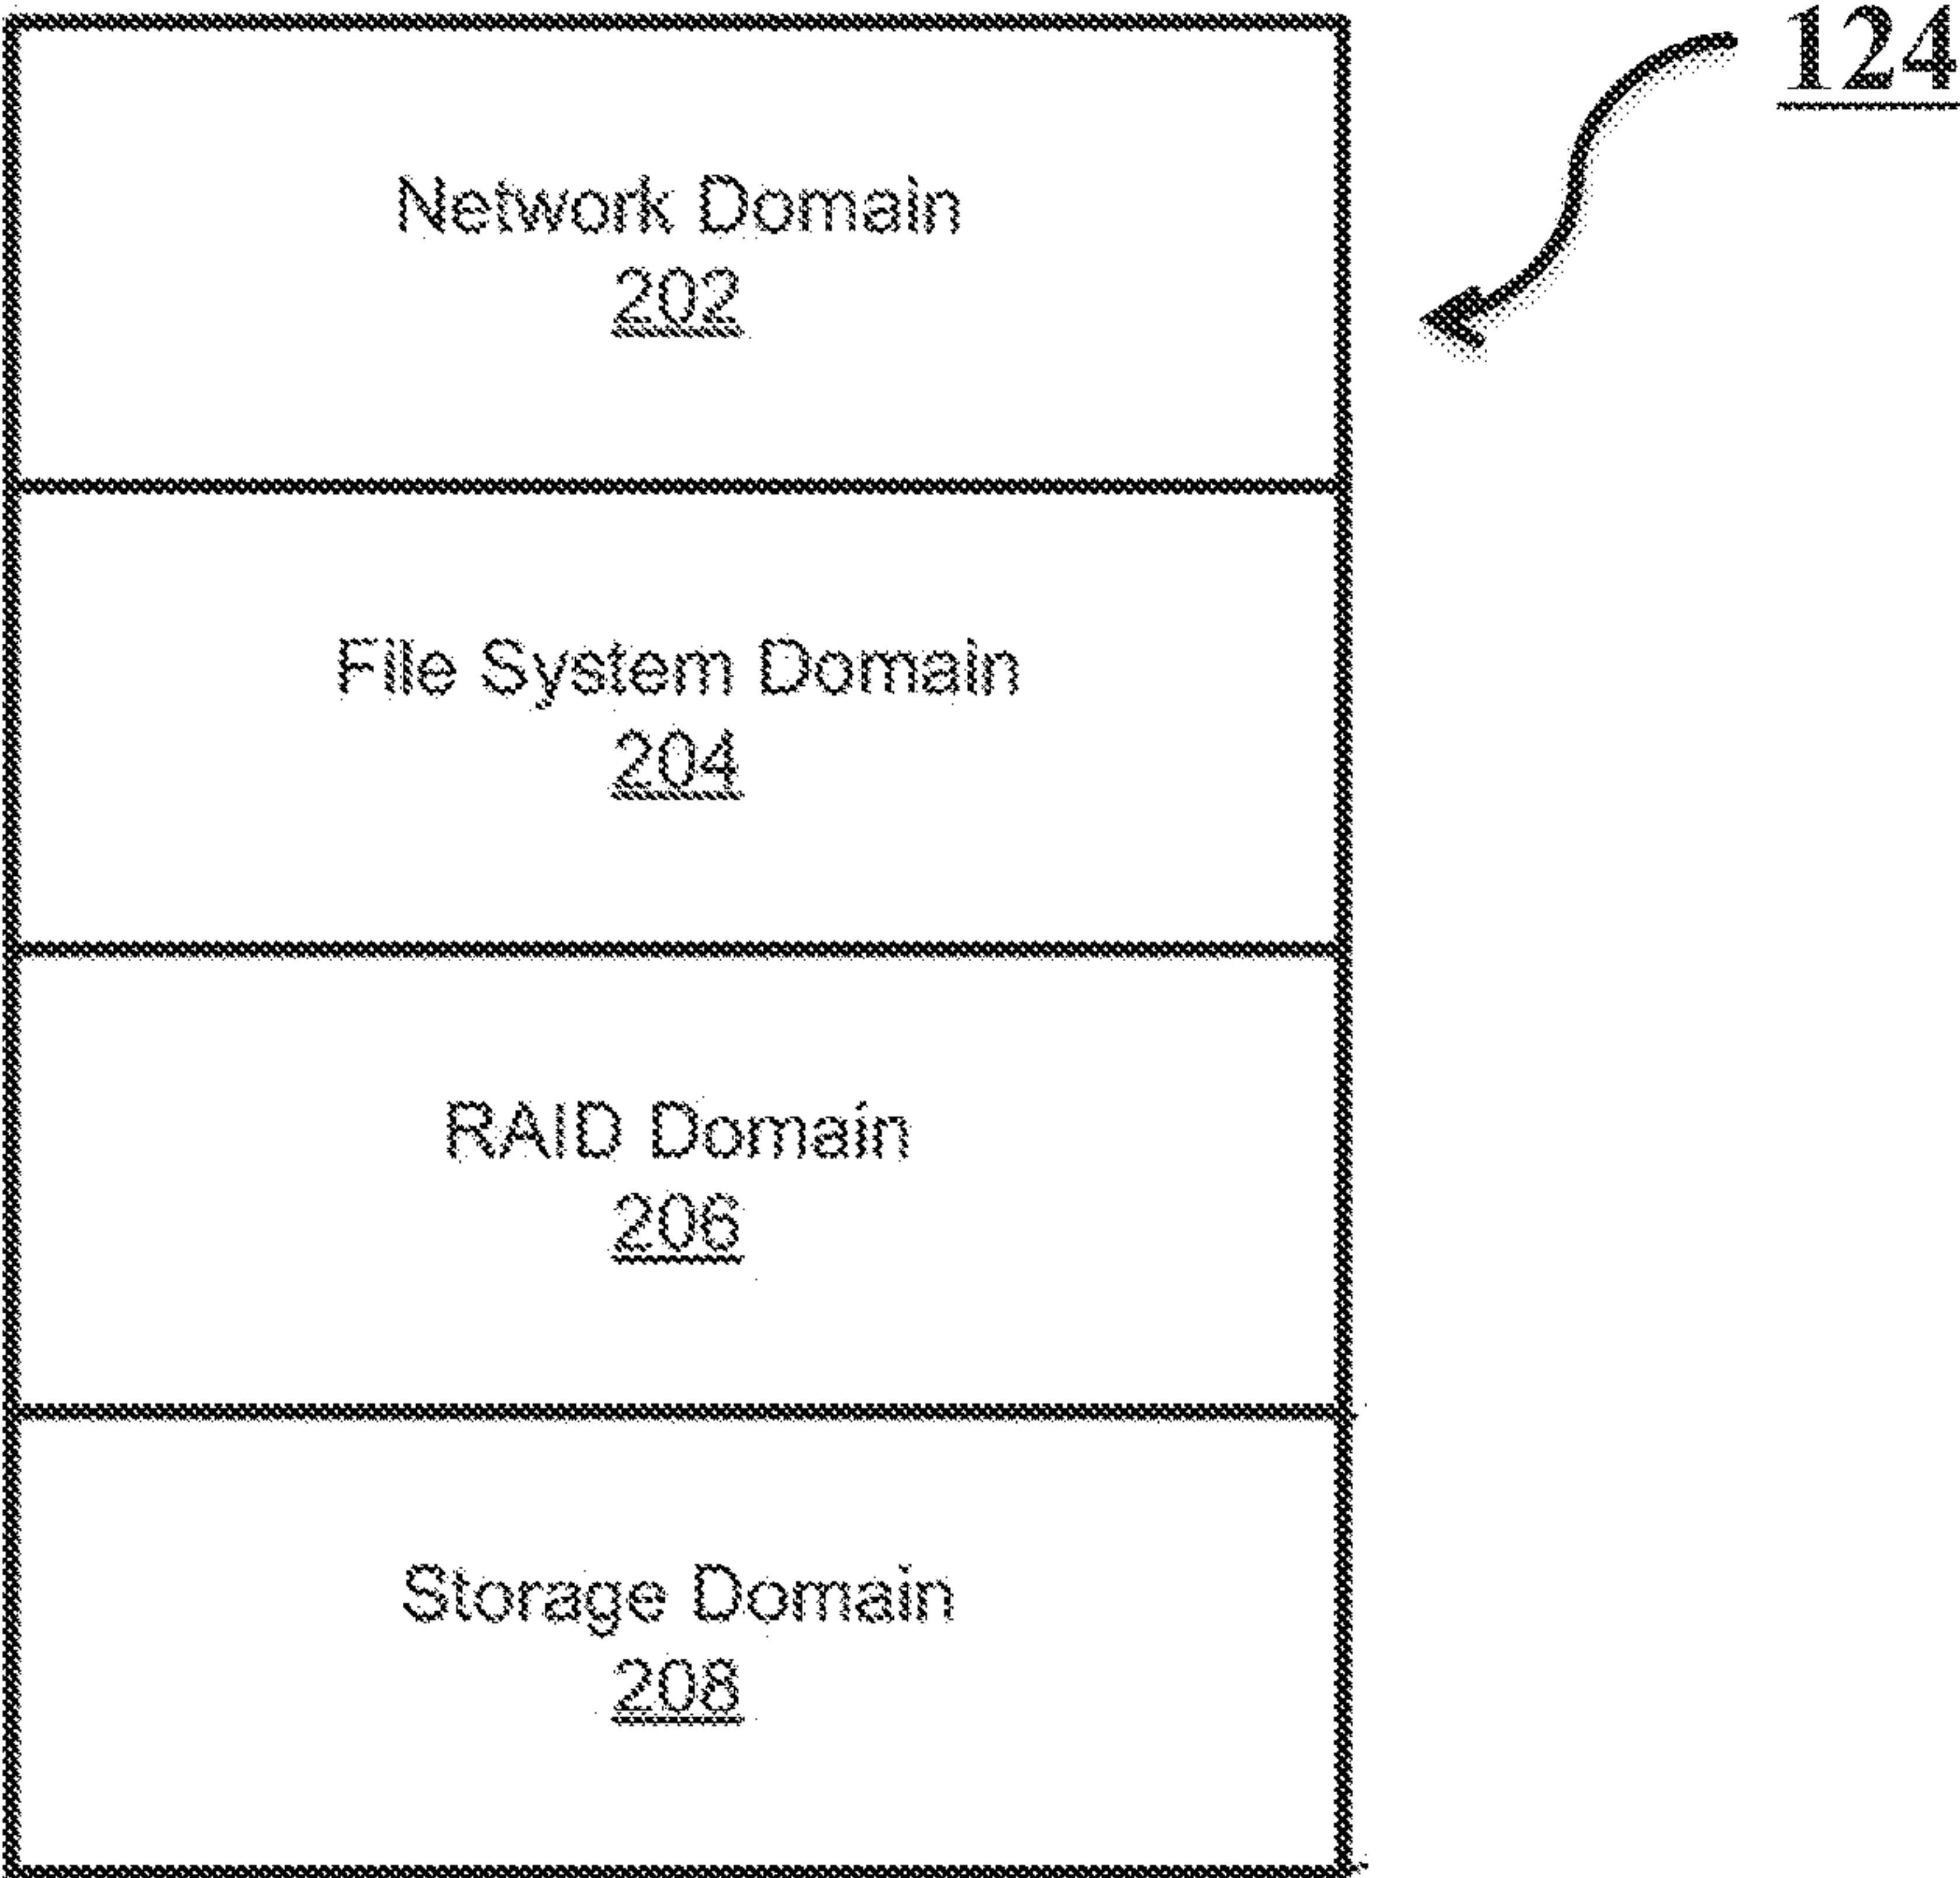 124
Network Domain
202
File System Domain
204
RAID Domain
206
Storage Domain
208